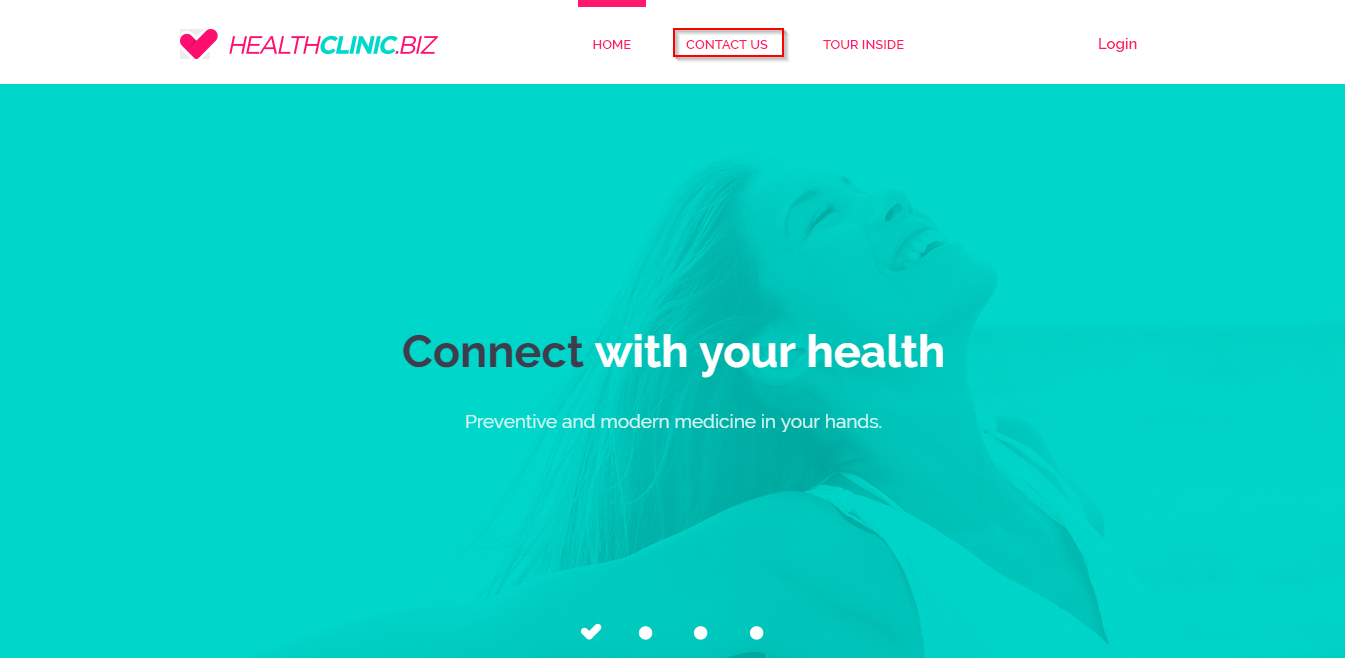 HEALTHCLINIC.BIZ
HOME
CONTACT US
TOUR INSIDE
Login
Connect with your health
Preventive and modern medicine in your hands.